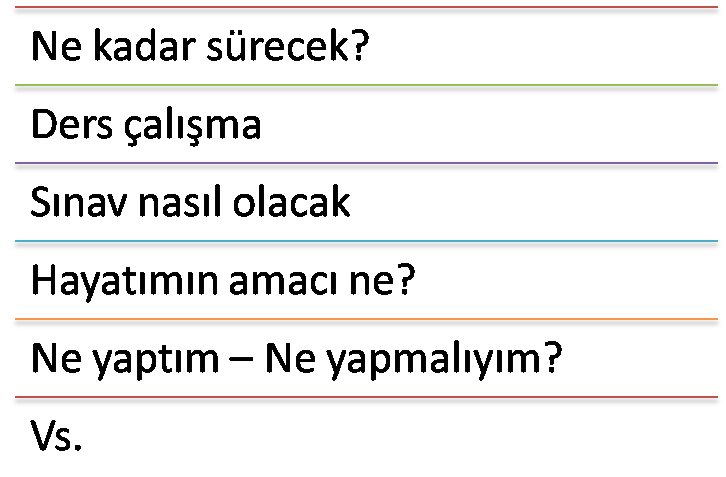 Ne kadar sürecek?
Ders çalışma
Sınav nasıl olacak
Hayatımın amacı ne?
Ne yaptım – Ne yapmalıyım?
Vs.